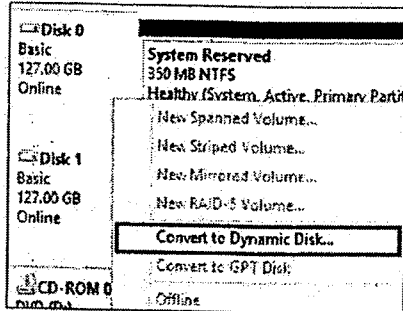 Disk 0
Basic
127.00 GB
Online
System Reserved
350 MB NTFS
Healthy (System, Active, Primary Partit
New Spanned Volume...
New Striped Volume...
New Mirrored Volume...
New RAID-5 Volume...
Convert to Dynamic Disk...
Convert to GPT Disk
Offline
Disk 1
Basic
127.00 GB
Online
CD-ROM 0